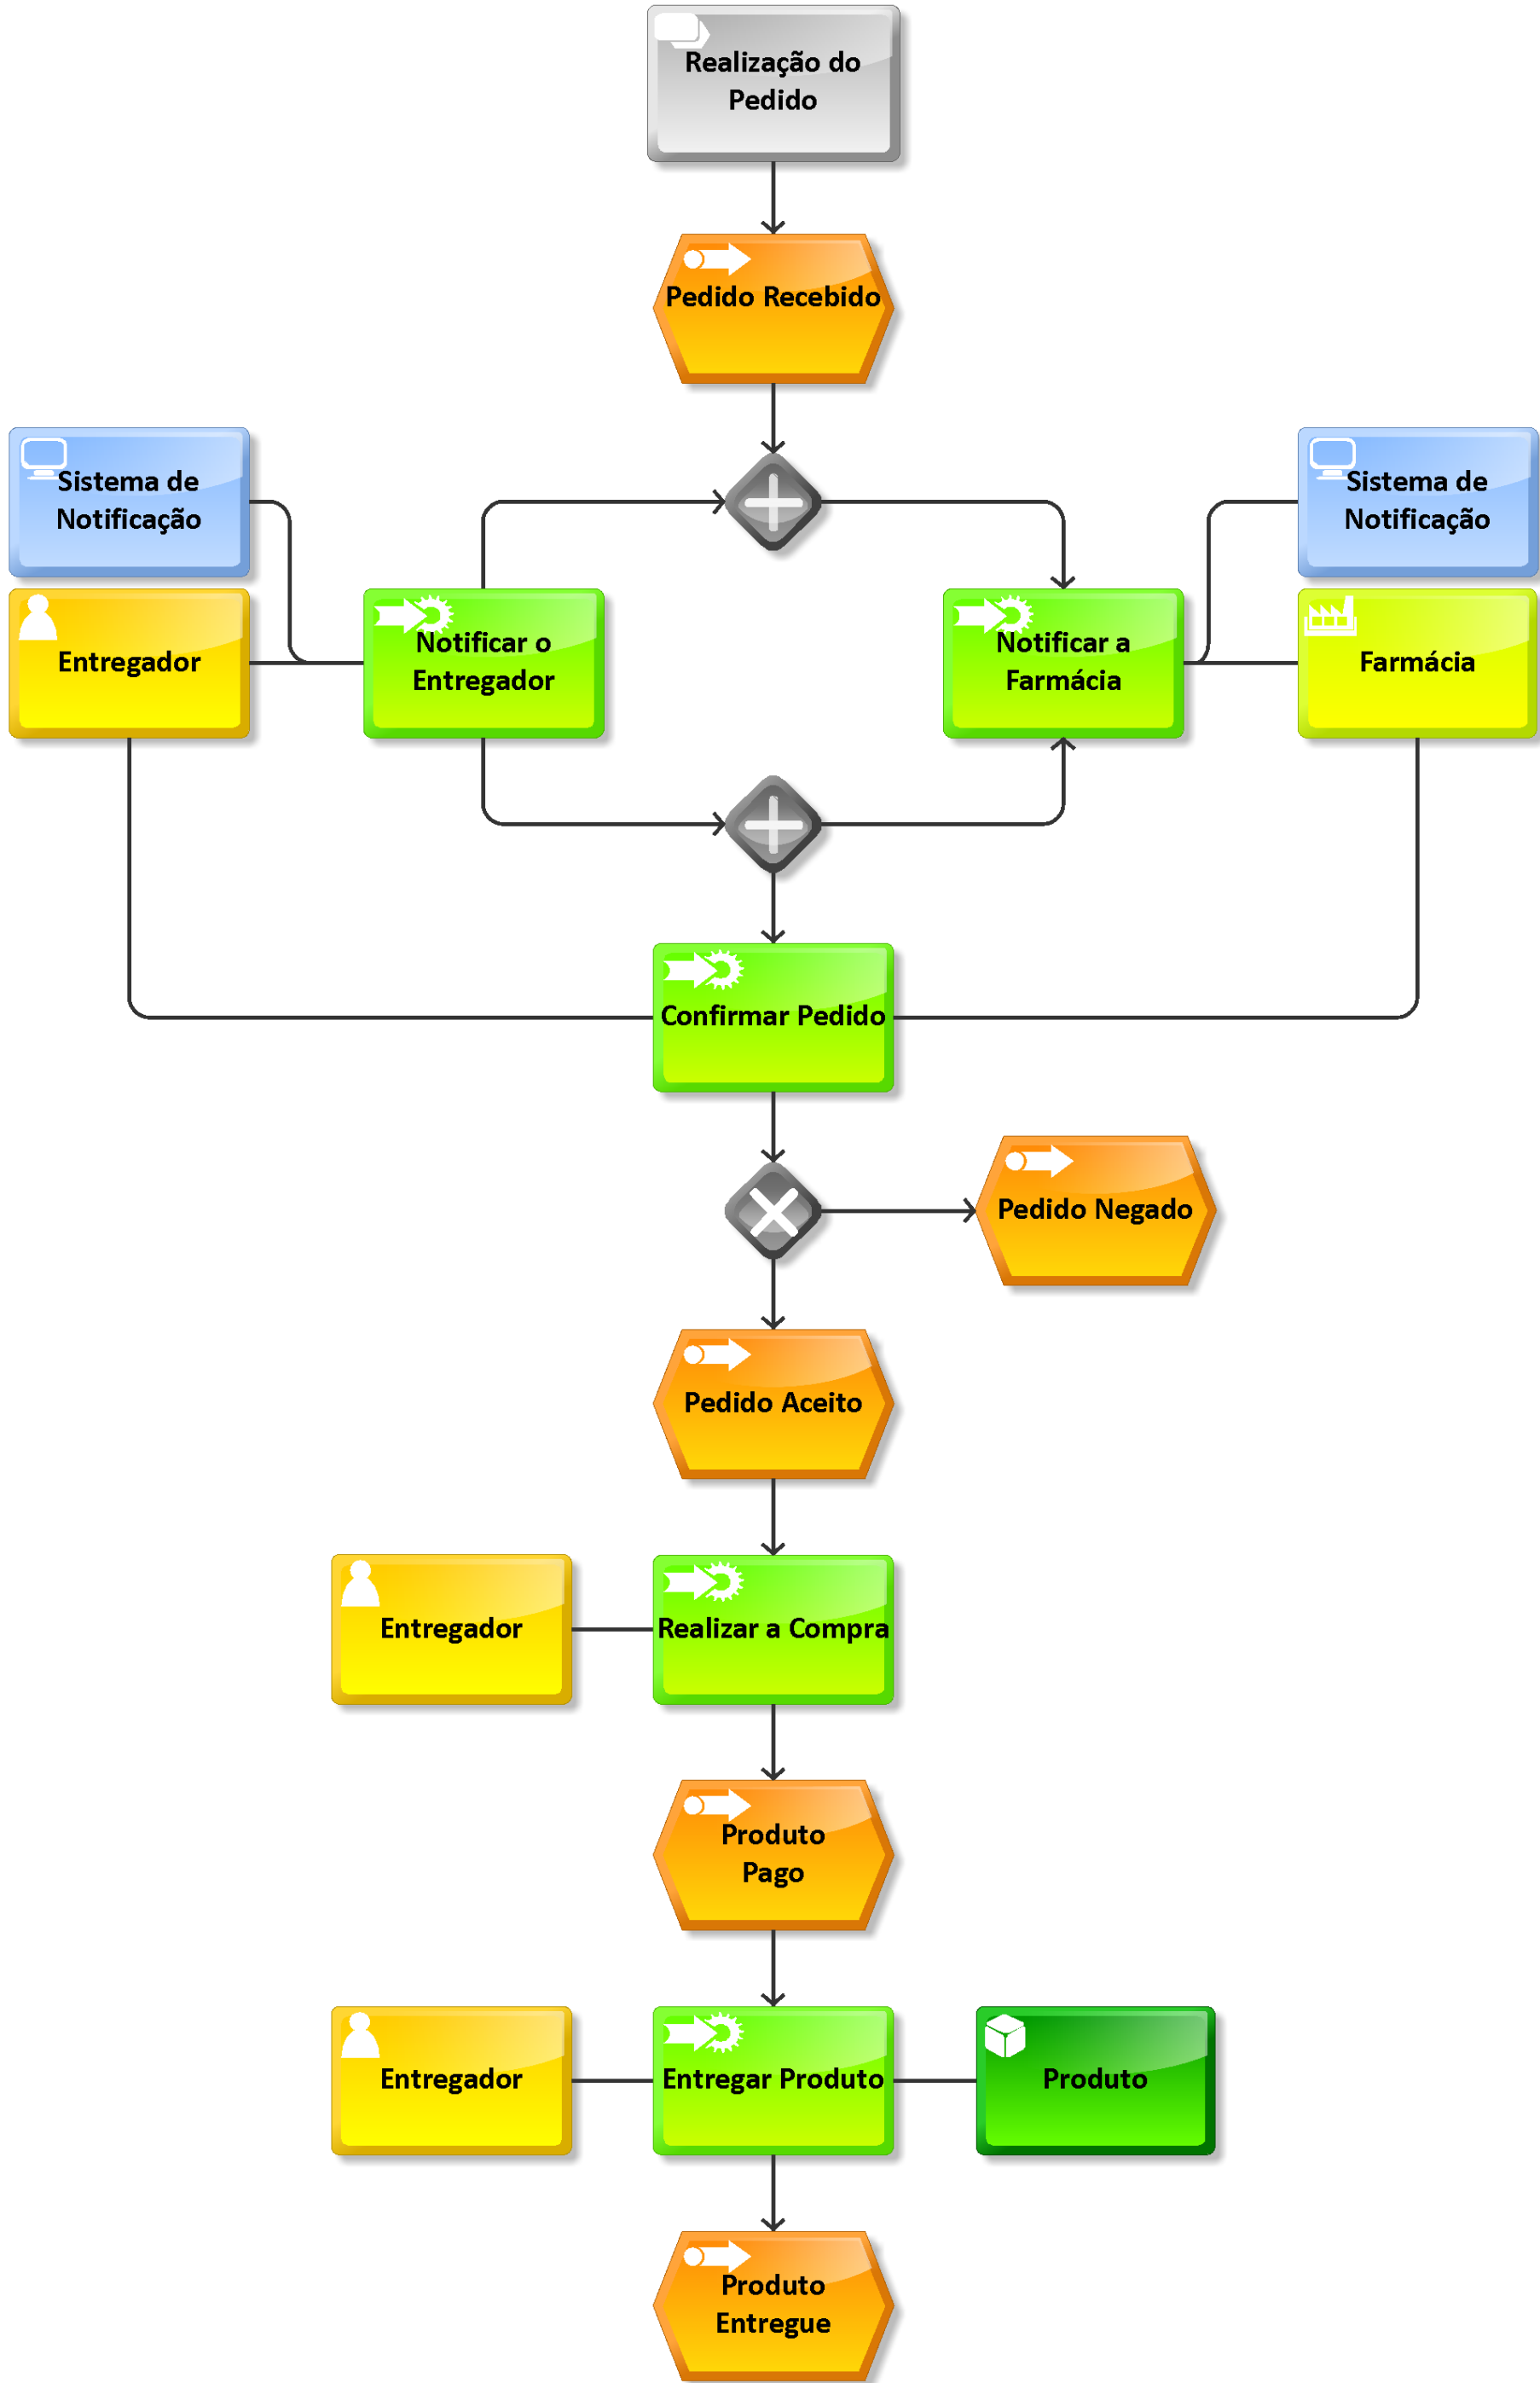 Realização do
Pedido
Pedido Recebido
Sistema de
Notificação
Sistema de
Notificação
Entregador
Notificar o
Entregador
Notificar a
Farmácia
Farmácia
Confirmar Pedido
Pedido Negado
Pedido Aceito
Entregador
Realizar a Compra
Produto
Pago
Entregador
Entregar Produto
Produto
Produto
Entregue